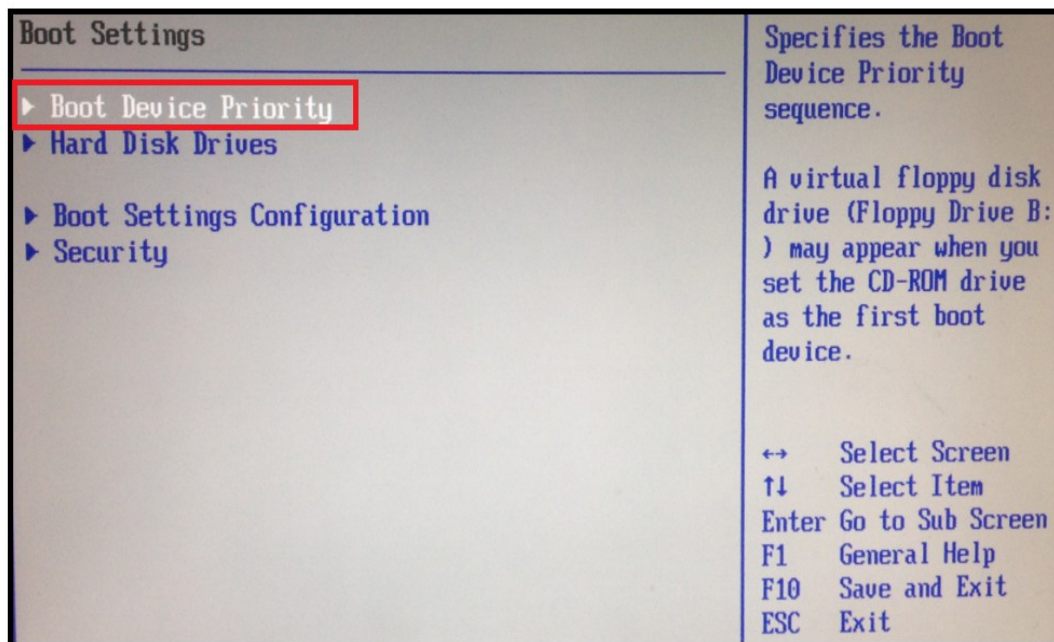 Boot Settings
Boot Device Priority
Hard Disk Drives
Boot Settings Configuration
Security
Specifies the Boot
Device Priority
sequence.
A virtual floppy disk
drive (Floppy Drive B:
) may appear when you
set the CD-ROM drive
as the first boot
device.
↔ Select Screen
↑↓ Select Item
Enter Go to Sub Screen
F1 General Help
F10 Save and Exit
ESC Exit